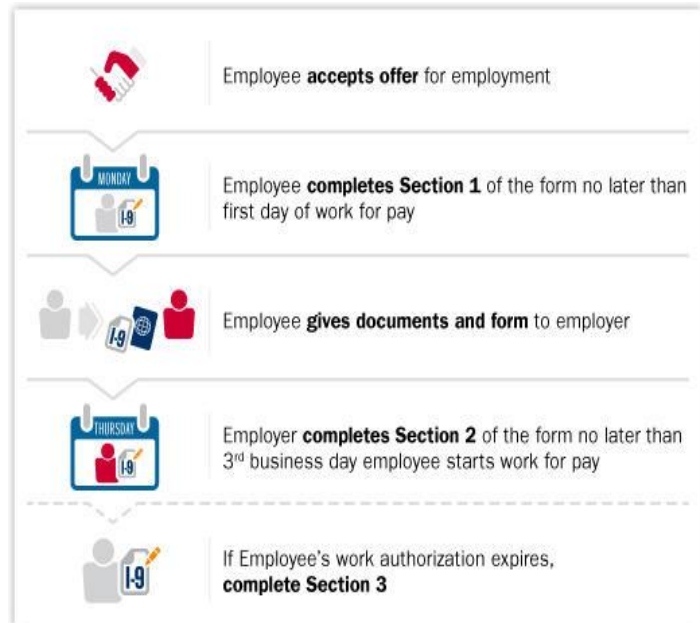 Employee accepts offer for employment
MONDAY
I-9
Employee completes Section 1 of the form no later than
first day of work for pay
I-9
Employee gives documents and form to employer
THURSDAY
I-9
Employer completes Section 2 of the form no later than
3rd business day employee starts work for pay
I-9
If Employee's work authorization expires,
complete Section 3